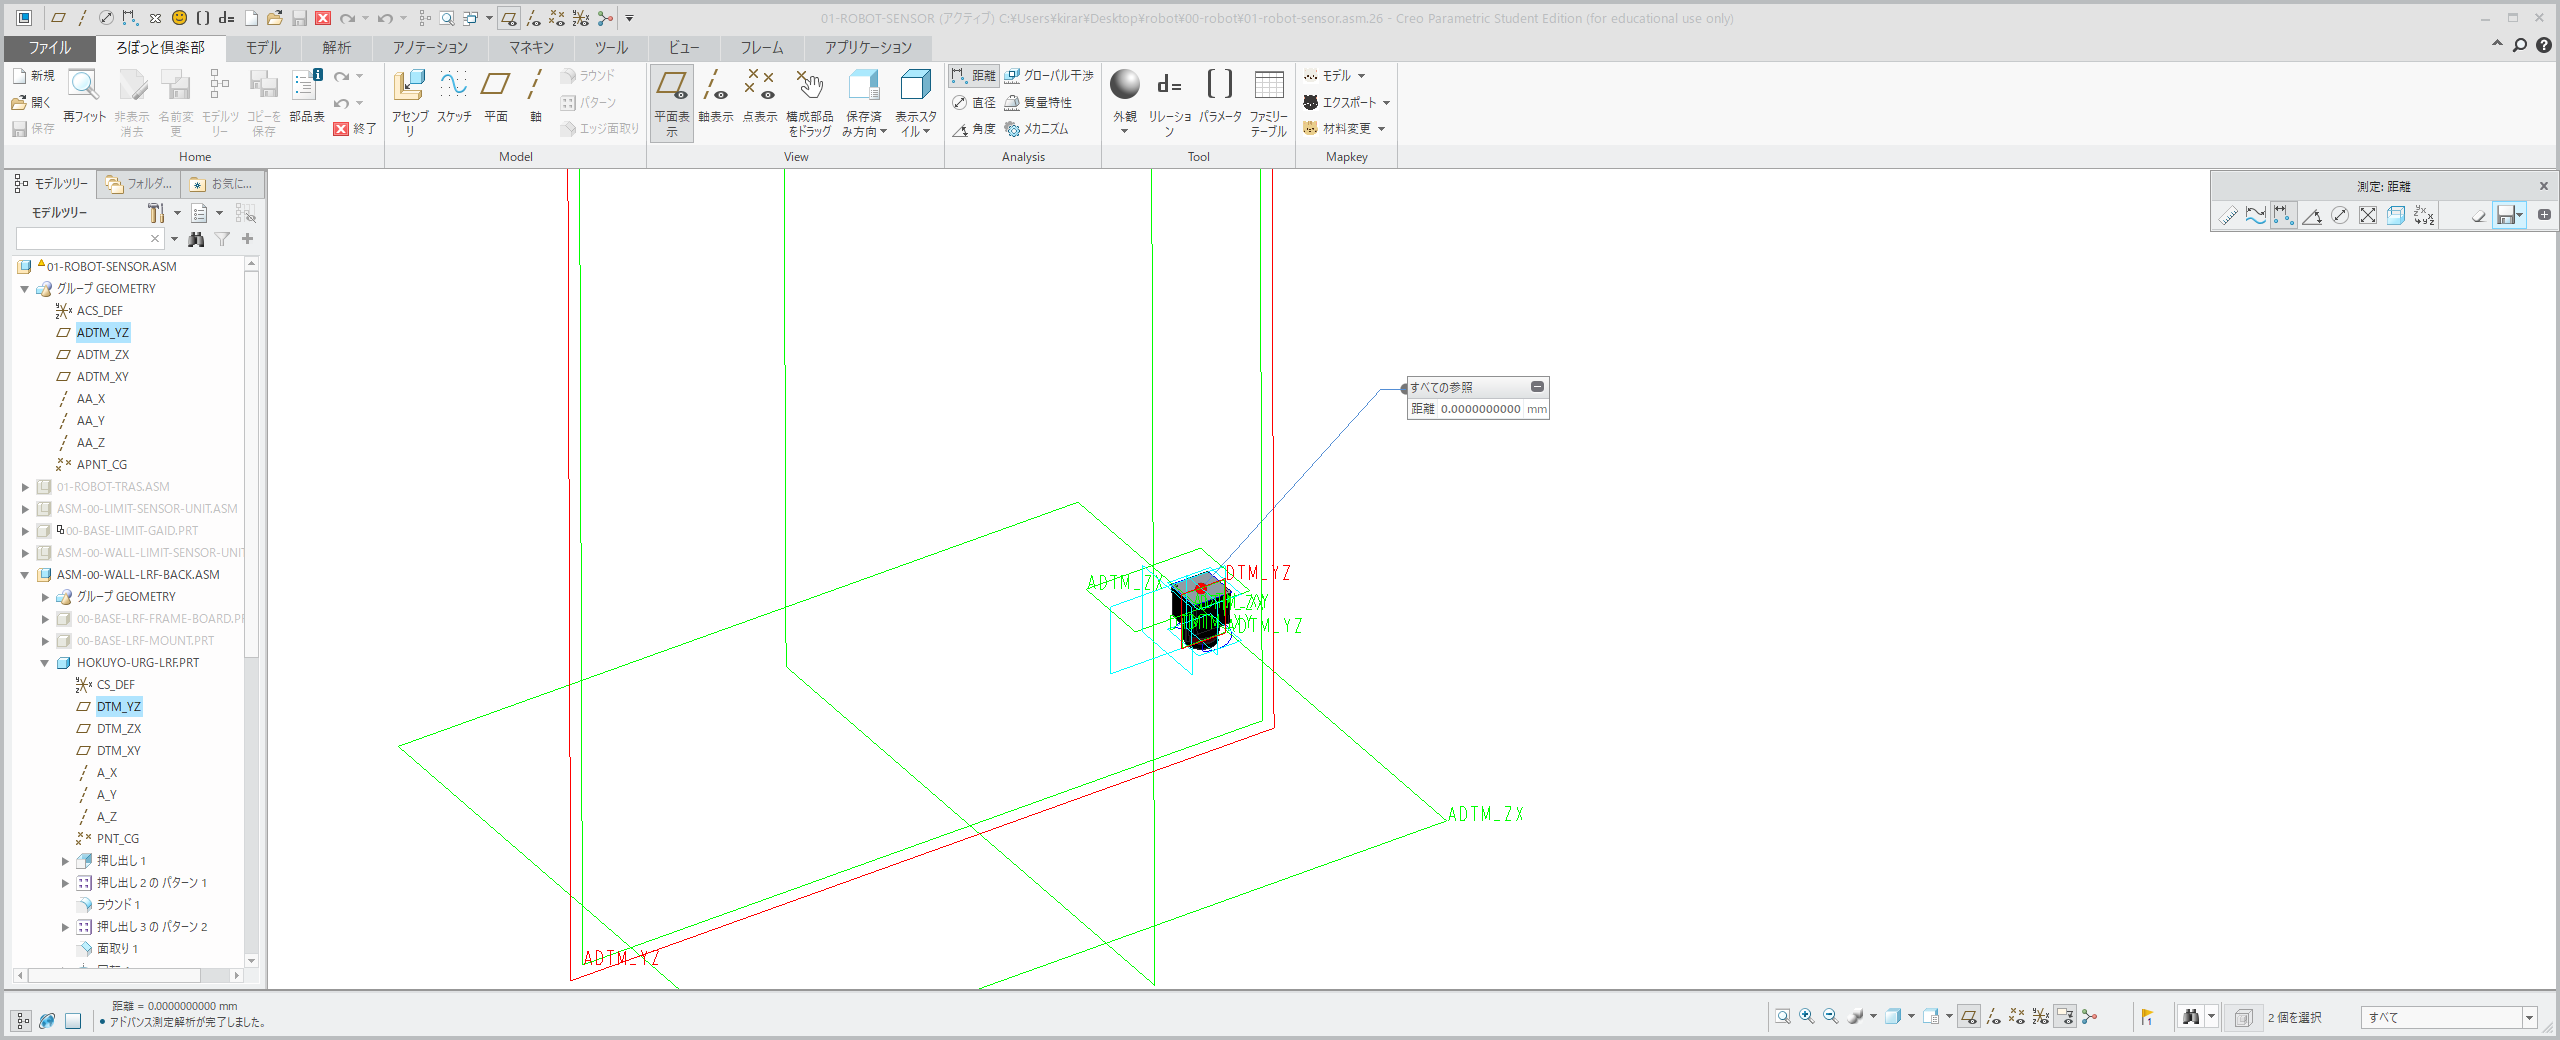 01-ROBOT-SENSOR (アクティブ) C:¥Users¥kirar¥Desktop¥robot¥00-robot¥01-robot-sensor.asm.26 - Creo Parametric Student Edition (for educational use only)
ファイル ろぼっと倶楽部 モデル 解析 アノテーション マネキン ツール ビュー フレーム アプリケーション
新規
開く
保存
再フィット
非表示
消去
名前変
更
モデルツ
リー
コピーを
保存
部品表
終了
Home
アセンブ
リ
スケッチ
平面
軸
ラウンド
パターン
エッジ面取り
Model
平面表
示
軸表示
点表示
構成部品
をドラッグ
保存済
み方向
表示スタ
イル
View
距離
直径
角度
グローバル干渉
質量特性
メカニズム
Analysis
外観
d=
リレーショ
ン
パラメータ
ファミリー
テーブル
Tool
モデル
エクスポート
材料変更
Mapkey
モデルツリー フォルダ... お気に...
モデルツリー
01-ROBOT-SENSOR.ASM
グループ GEOMETRY
ACS_DEF
ADTM_YZ
ADTM_ZX
ADTM_XY
AA_X
AA_Y
AA_Z
APNT_CG
01-ROBOT-TRAS.ASM
ASM-00-LIMIT-SENSOR-UNIT.ASM
00-BASE-LIMIT-GAID.PRT
ASM-00-WALL-LIMIT-SENSOR-UNI
ASM-00-WALL-LRF-BACK.ASM
グループ GEOMETRY
00-BASE-LRF-FRAME-BOARD.P
00-BASE-LRF-MOUNT.PRT
HOKUYO-URG-LRF.PRT
CS_DEF
DTM_YZ
DTM_ZX
DTM_XY
A_X
A_Y
A_Z
PNT_CG
押し出し 1
押し出し 2 の パターン 1
ラウンド 1
押し出し 3 の パターン 2
面取り 1
測定: 距離
すべての参照
距離 0.0000000000 mm
ADTM_ZX
DTM_YZ
ADTM_YZ
ADTM_ZX
ADTM_YZ
距離 = 0.0000000000 mm
• アドバンス測定解析が完了しました。
2 個を選択
すべて